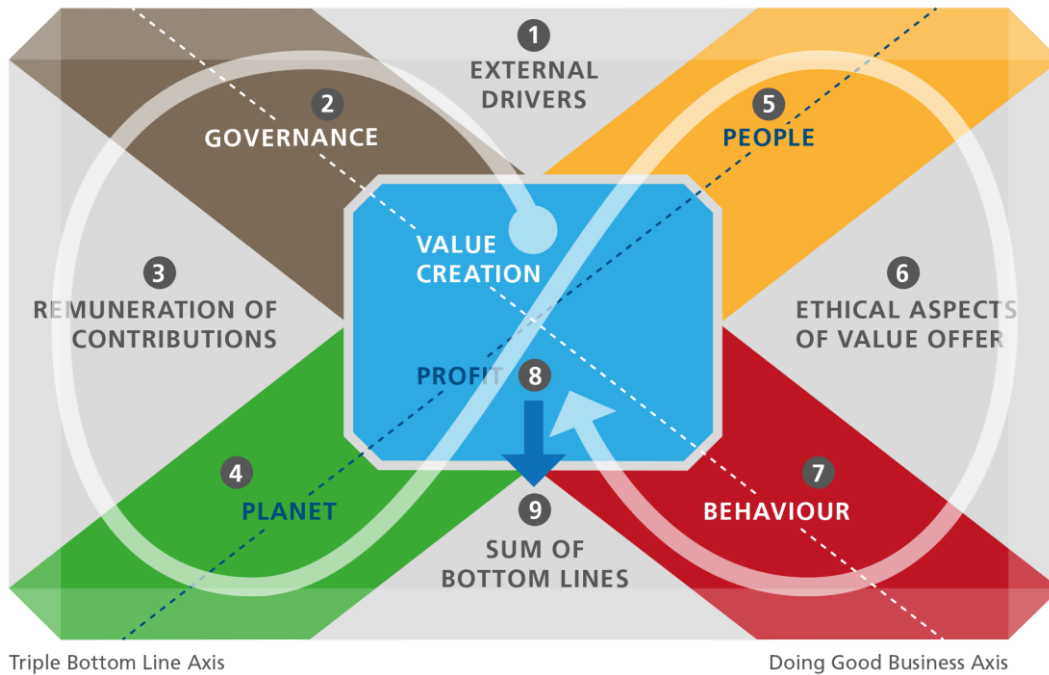 1
EXTERNAL
DRIVERS
2
GOVERNANCE
5
PEOPLE
VALUE
CREATION
3
REMUNERATION OF
CONTRIBUTIONS
6
ETHICAL ASPECTS
OF VALUE OFFER
PROFIT 8
4
PLANET
7
BEHAVIOUR
9
SUM OF
BOTTOM LINES
Triple Bottom Line Axis
Doing Good Business Axis